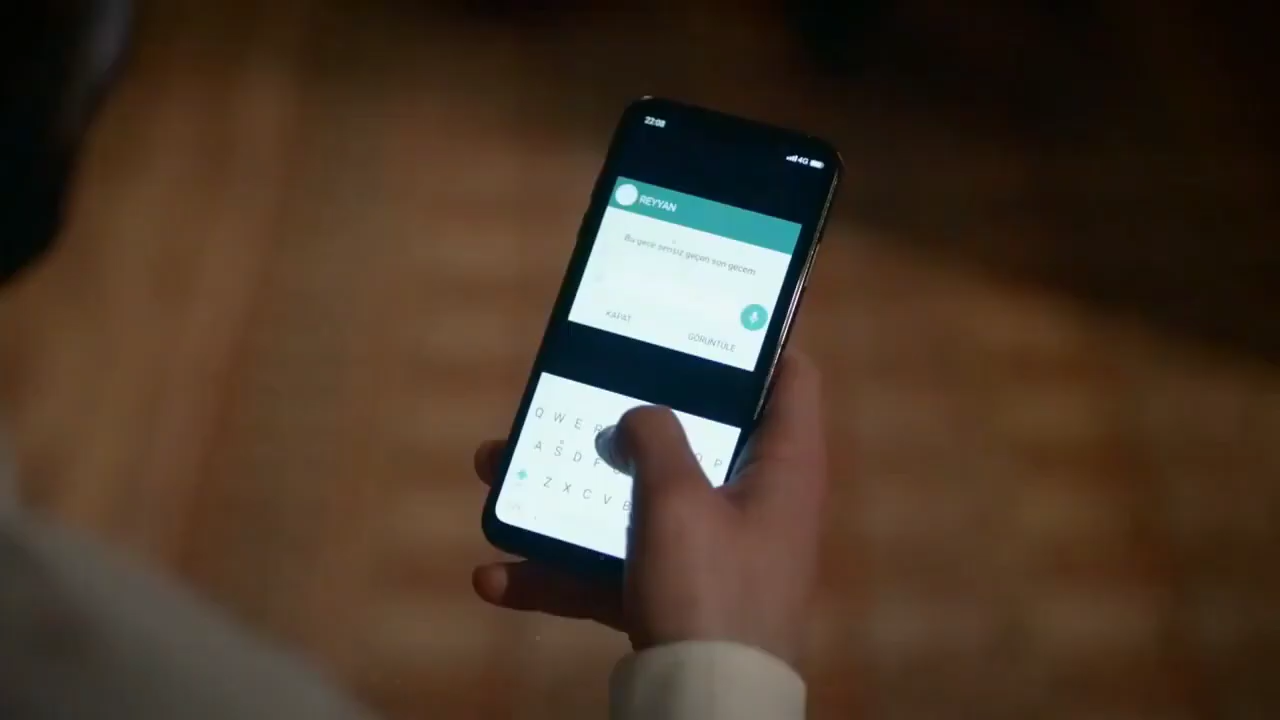 22:08
4G
REYYAN
Bu gece sensiz geçen son gecem
KAPAT
GÖRÜNTÜLE
Q W E R O P
A S D F G
Z X C V B